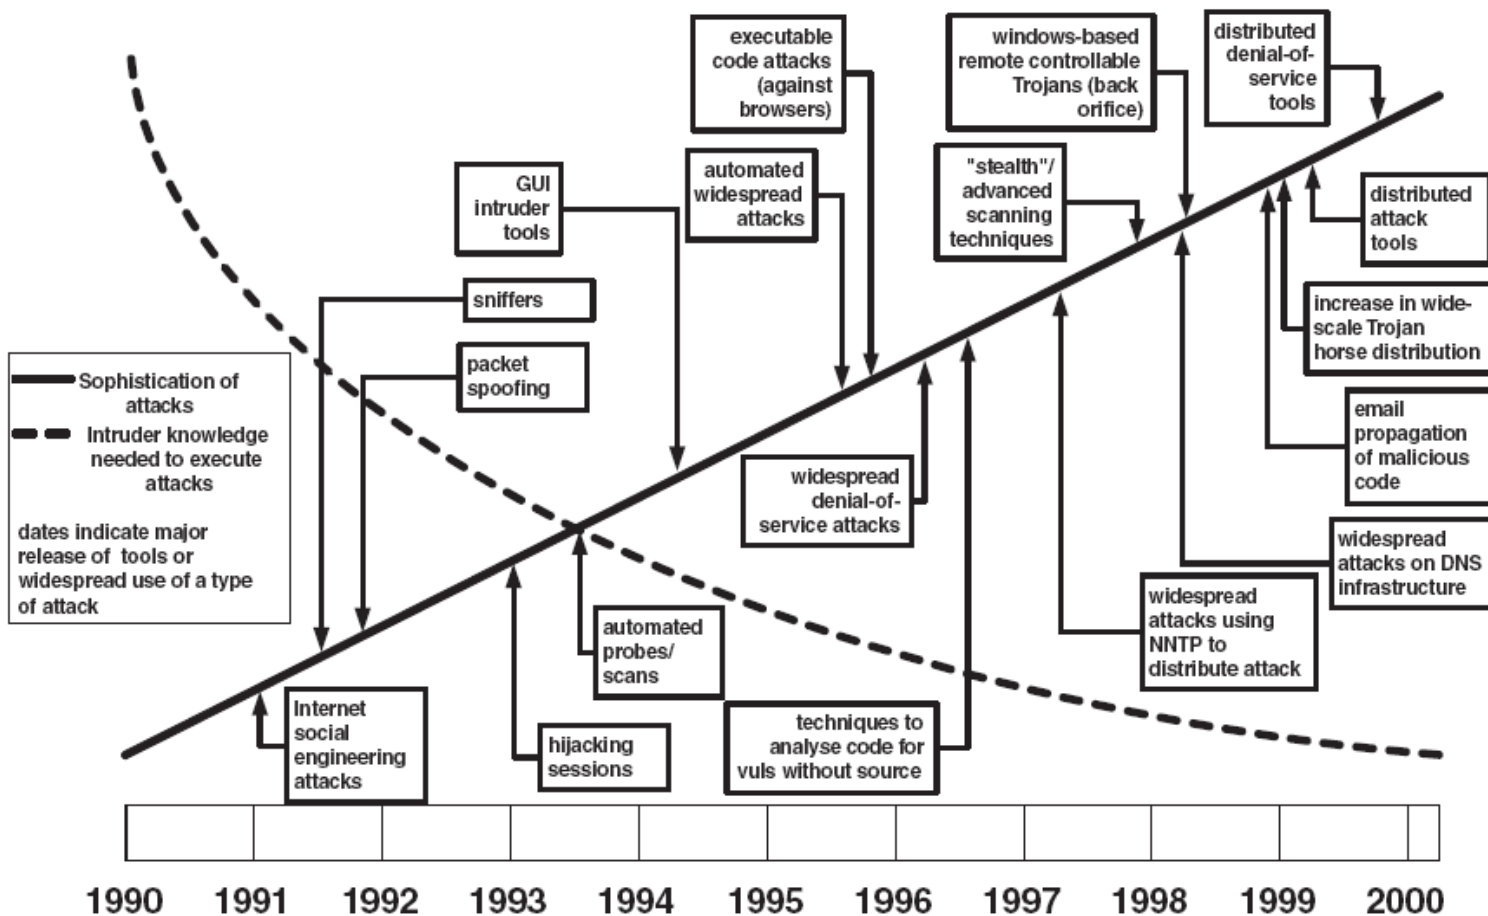 executable
code attacks
(against
browsers)
windows-based
remote controllable
Trojans (back
orifice)
distributed
denial-of-
service
tools
GUI
intruder
tools
automated
widespread
attacks
"stealth"/
advanced
scanning
techniques
distributed
attack
tools
sniffers
increase in wide-
scale Trojan
horse distribution
packet
spoofing
Sophistication of
attacks
Intruder knowledge
needed to execute
attacks
dates indicate major
release of tools or
widespread use of a type
of attack
email
propagation
of malicious
code
widespread
denial-of-
service attacks
widespread
attacks on DNS
infrastructure
widespread
attacks using
NNTP to
distribute attack
automated
probes/
scans
Internet
social
engineering
attacks
hijacking
sessions
techniques to
analyse code for
vuls without source
1990 1991 1992 1993 1994 1995 1996 1997 1998 1999 2000